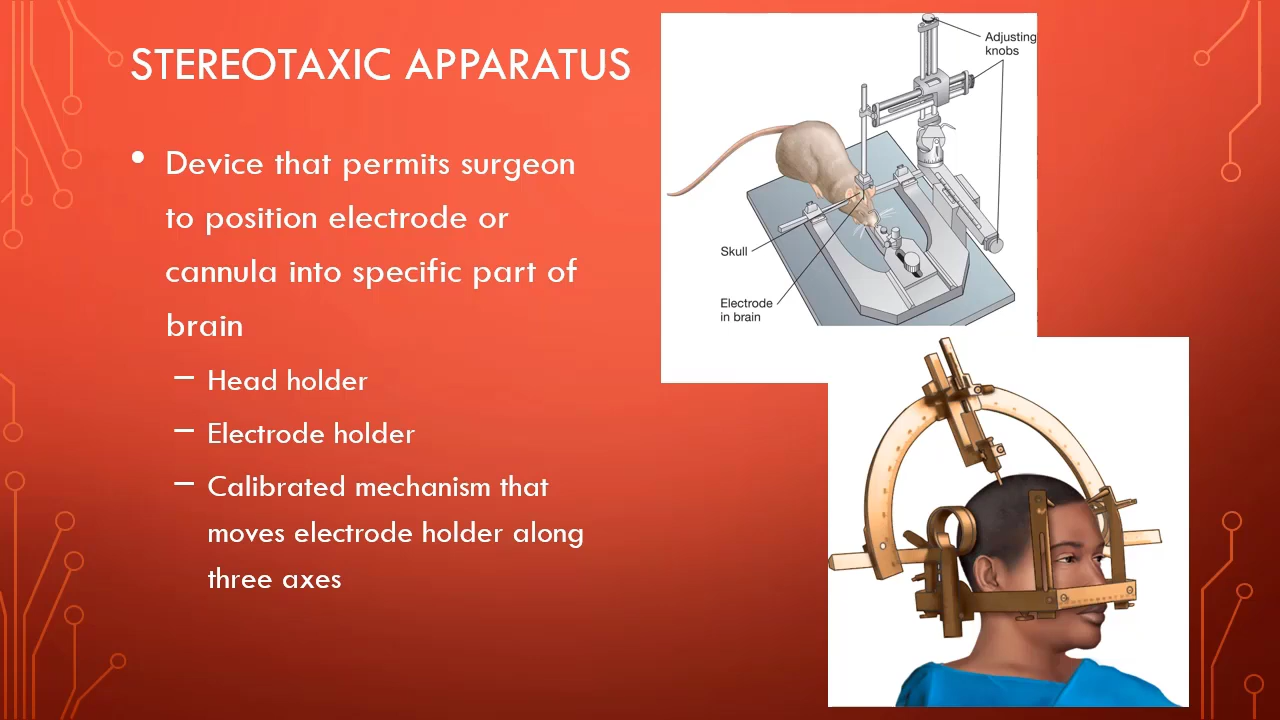 STEREOTAXIC APPARATUS
• Device that permits surgeon
to position electrode or
cannula into specific part of
brain
– Head holder
– Electrode holder
– Calibrated mechanism that
moves electrode holder along
three axes
Adjusting
knobs
Skull
Electrode
in brain